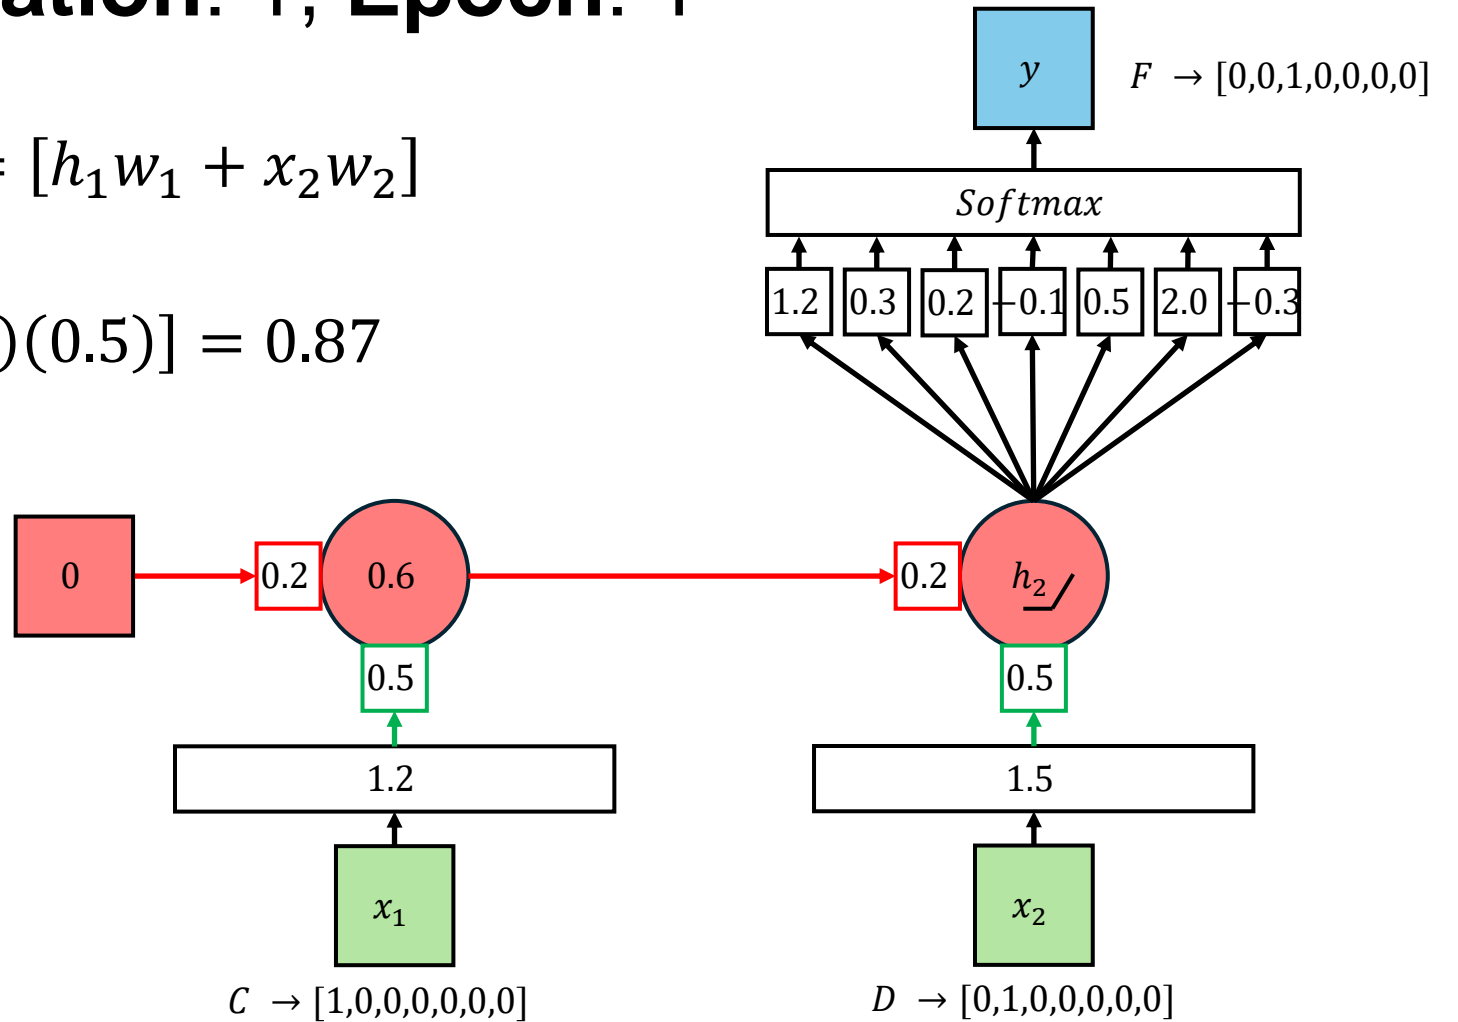 ation: 1, Epoch: 1
= [h₁w₁ + x₂w₂]
)(0.5)] = 0.87
y
F → [0,0,1,0,0,0,0]
Softmax
1.2 0.3 0.2 −0.1 0.5 2.0 −0.3
0 0.2 0.6 0.2 h₂
0.5 0.5
1.2 1.5
x₁ x₂
C → [1,0,0,0,0,0,0] D → [0,1,0,0,0,0,0]